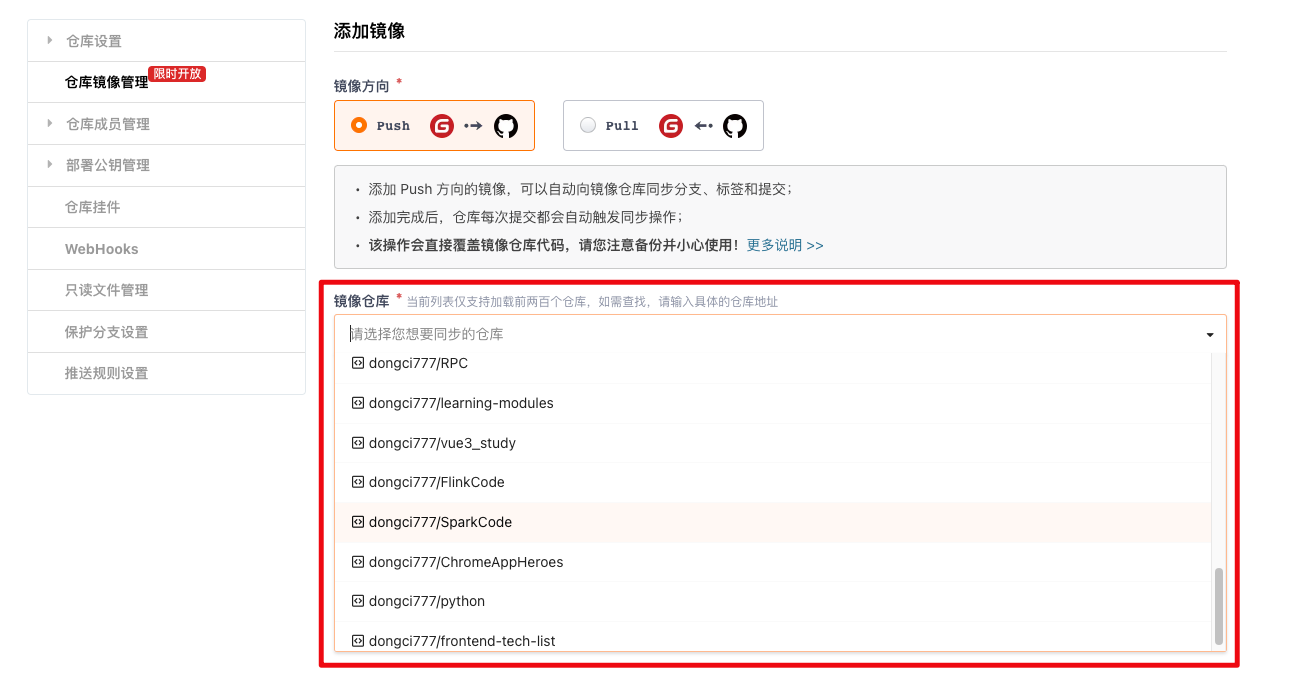 仓库设置
仓库镜像管理 限时开放
仓库成员管理
部署公钥管理
仓库挂件
WebHooks
只读文件管理
保护分支设置
推送规则设置
添加镜像
镜像方向 *
Push
Pull
• 添加 Push 方向的镜像，可以自动向镜像仓库同步分支、标签和提交；
• 添加完成后，仓库每次提交都会自动触发同步操作；
• 该操作会直接覆盖镜像仓库代码，请您注意备份并小心使用！更多说明 >>
镜像仓库 * 当前列表仅支持加载前两百个仓库，如需查找，请输入具体的仓库地址
请选择您想要同步的仓库
dongci777/RPC
dongci777/learning-modules
dongci777/vue3_study
dongci777/FlinkCode
dongci777/SparkCode
dongci777/ChromeAppHeroes
dongci777/python
dongci777/frontend-tech-list